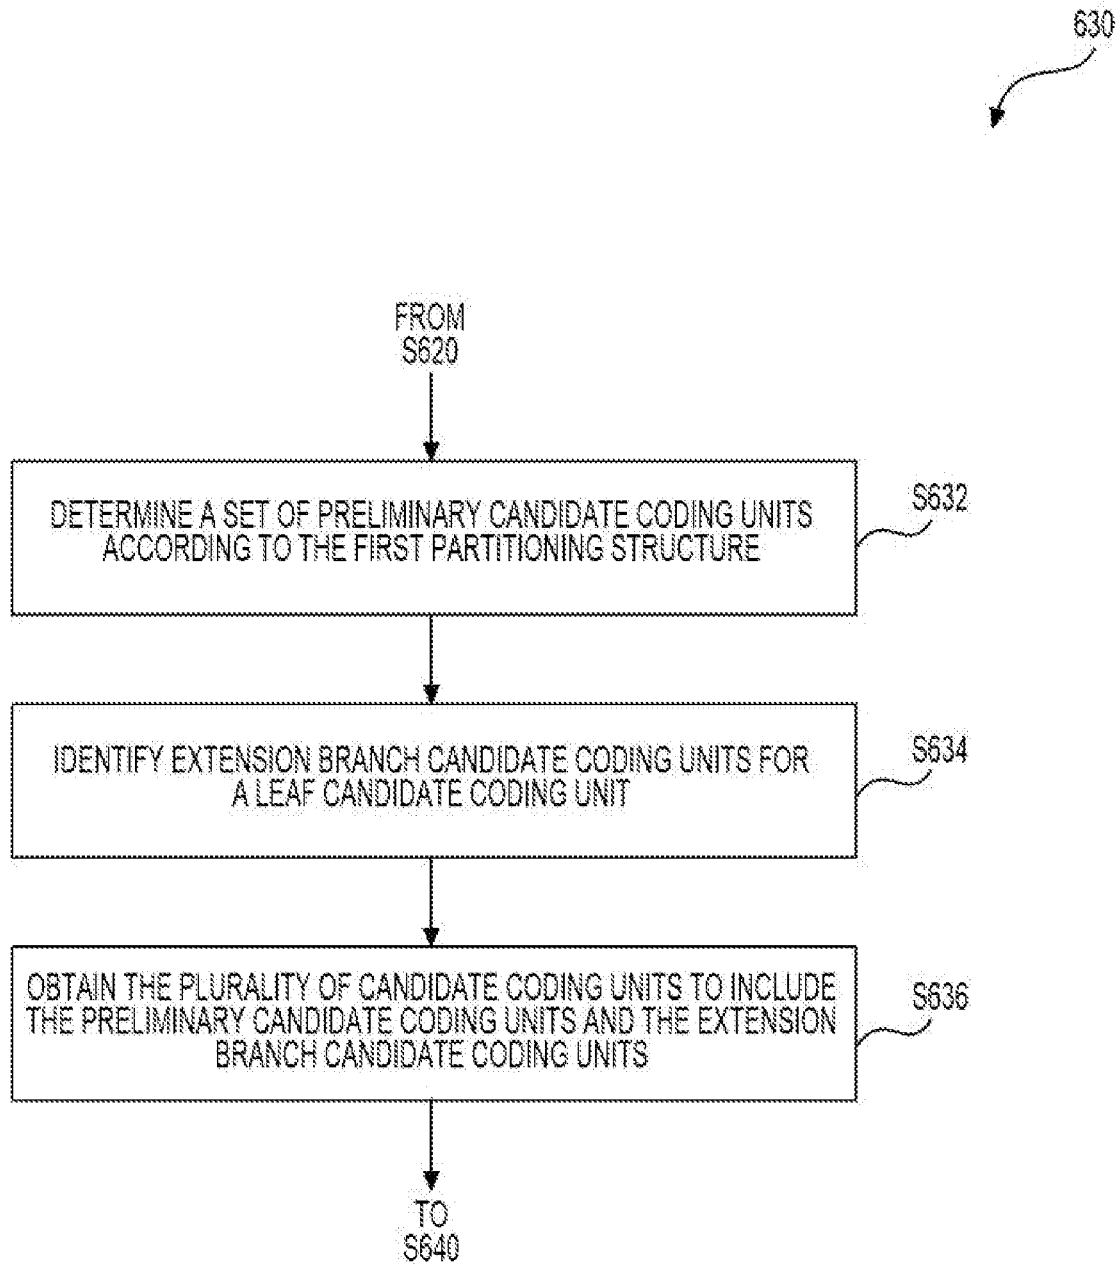 630
FROM
S620
DETERMINE A SET OF PRELIMINARY CANDIDATE CODING UNITS
ACCORDING TO THE FIRST PARTITIONING STRUCTURE
S632
IDENTIFY EXTENSION BRANCH CANDIDATE CODING UNITS FOR
A LEAF CANDIDATE CODING UNIT
S634
OBTAIN THE PLURALITY OF CANDIDATE CODING UNITS TO INCLUDE
THE PRELIMINARY CANDIDATE CODING UNITS AND THE EXTENSION
BRANCH CANDIDATE CODING UNITS
S636
TO
S640